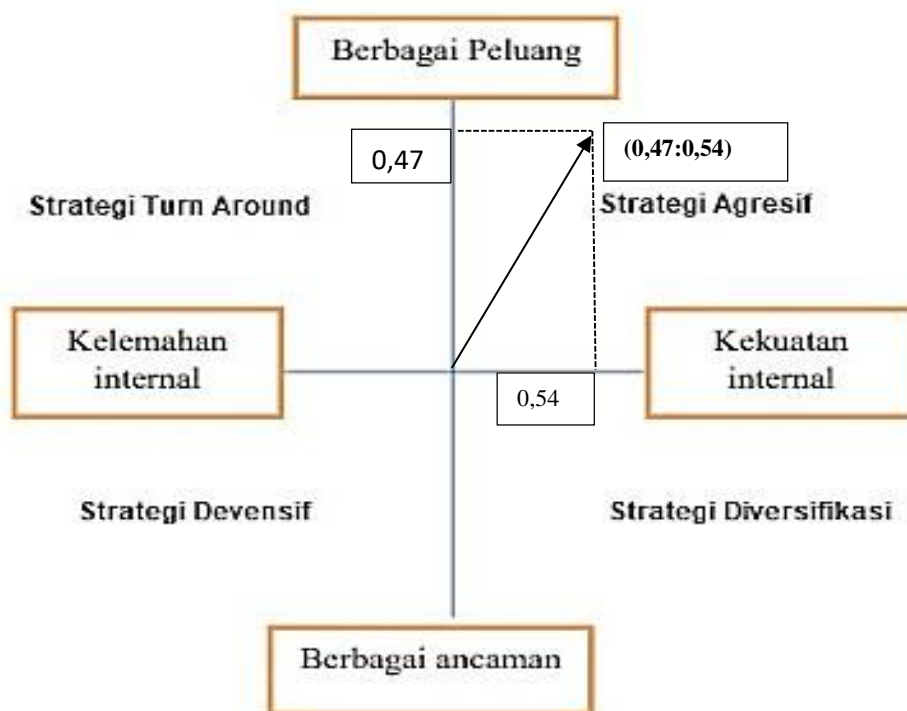 Berbagai Peluang
0,47
(0,47:0,54)
Strategi Turn Around
Strategi Agresif
Kelemahan
internal
Kekuatan
internal
0,54
Strategi Devensif
Strategi Diversifikasi
Berbagai ancaman